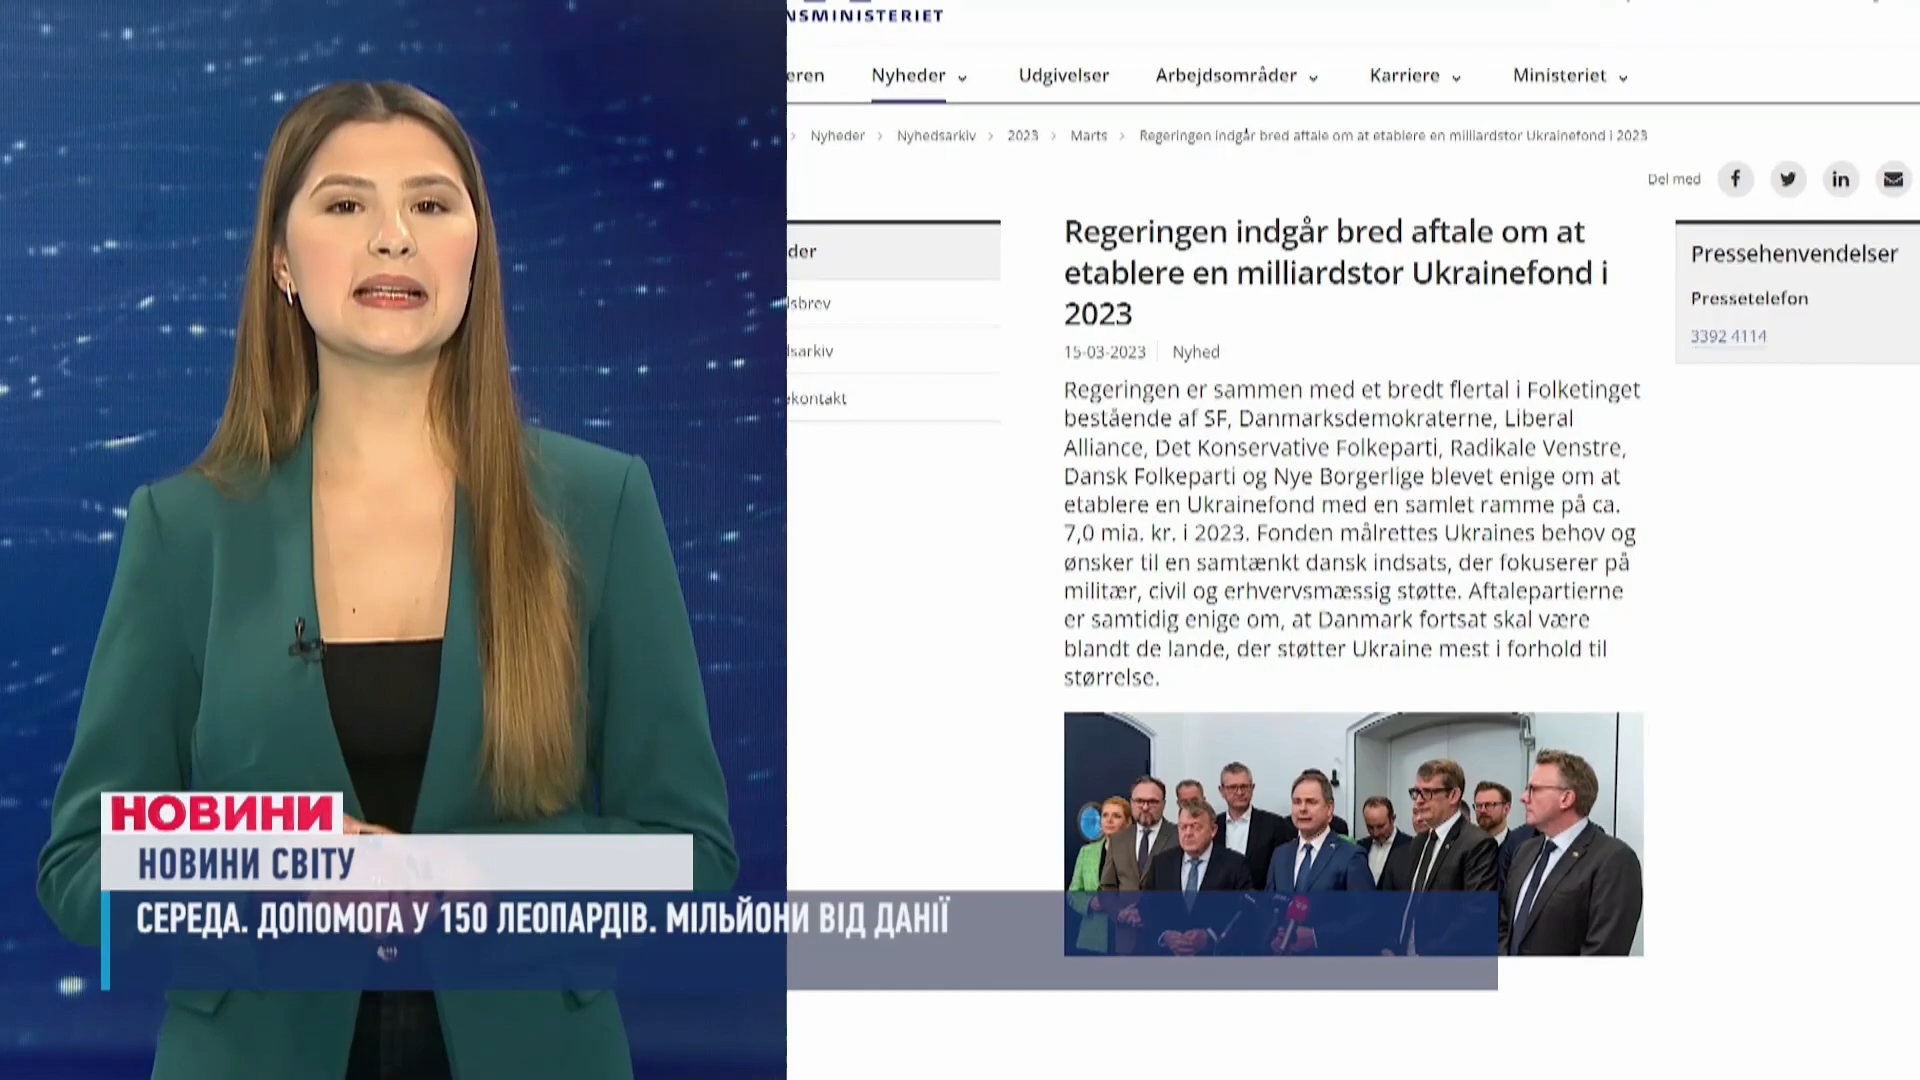 NSMINISTERIET
eren Nyheder Udgivelser Arbejdsområder Karriere Ministeriet
Nyheder > Nyhedsarkiv > 2023 > Marts > Regeringen indgår bred aftale om at etablere en milliardstor Ukrainefond i 2023
Del med
der
sbrev
sarkiv
ekontakt
Regeringen indgår bred aftale om at
etablere en milliardstor Ukrainefond i
2023
15-03-2023 Nyhed
Regeringen er sammen med et bredt flertal i Folketinget
bestående af SF, Danmarksdemokraterne, Liberal
Alliance, Det Konservative Folkeparti, Radikale Venstre,
Dansk Folkeparti og Nye Borgerlige blevet enige om at
etablere en Ukrainefond med en samlet ramme på ca.
7,0 mia. kr. i 2023. Fonden målrettes Ukraines behov og
ønsker til en samtænkt dansk indsats, der fokuserer på
militær, civil og erhvervsmæssig støtte. Aftalepartierne
er samtidig enige om, at Danmark fortsat skal være
blandt de lande, der støtter Ukraine mest i forhold til
størrelse.
Pressehenvendelser
Pressetelefon
3392 4114
НОВИНИ
НОВИНИ СВІТУ
СЕРЕДА. ДОПОМОГА У 150 ЛЕОПАРДІВ. МІЛЬЙОНИ ВІД ДАНІЇ